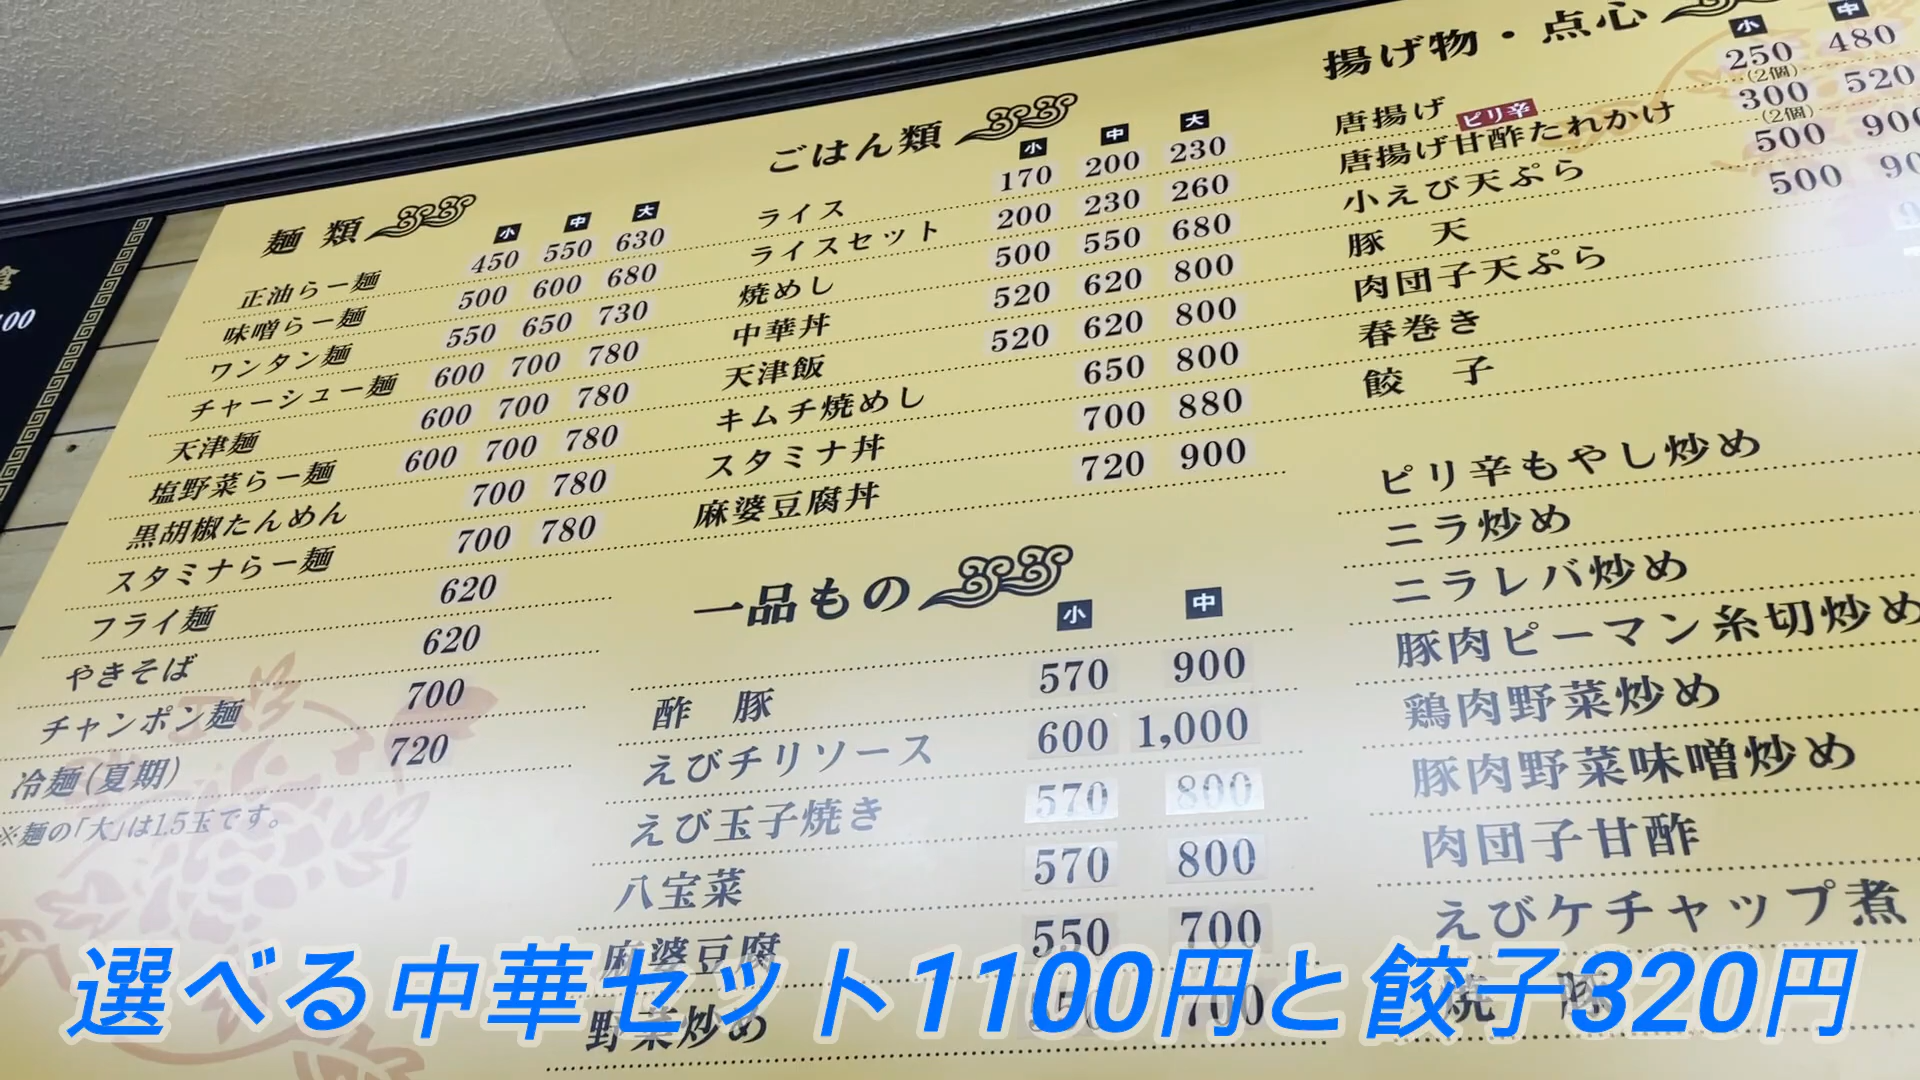 食
100
麺 類
小 中 大
正油らー麺 450 550 630
味噌らー麺 500 600 680
ワンタン麺 550 650 730
チャーシュー麺 600 700 780
天津麺 600 700 780
塩野菜らー麺 600 700 780
黒胡椒たんめん 700 780
スタミナらー麺 700 780
フライ麺 620
やきそば 620
チャンポン麺 700
冷麺(夏期) 720
※麺の「大」は1.5玉です。
ごはん類
小 中 大
ライス 170 200 230
ライスセット 200 230 260
焼めし 500 550 680
中華丼 520 620 800
天津飯 520 620 800
キムチ焼めし 650 800
スタミナ丼 700 880
麻婆豆腐丼 720 900
一品もの
小 中
酢 豚 570 900
えびチリソース 600 1,000
えび玉子焼き 570 800
八宝菜 570 800
麻婆豆腐 550 700
野菜炒め 550 700
揚げ物・点心
小 中
唐揚げ ピリ辛 250 480
(2個)
唐揚げ甘酢たれかけ 300 520
(2個)
小えび天ぷら 500 900
豚 天 500 90
肉団子天ぷら
春巻き
餃 子
ピリ辛もやし炒め
ニラ炒め
ニラレバ炒め
豚肉ピーマン糸切炒め
鶏肉野菜炒め
豚肉野菜味噌炒め
肉団子甘酢
えびケチャップ煮
焼 豚
選べる中華セット1100円と餃子320円